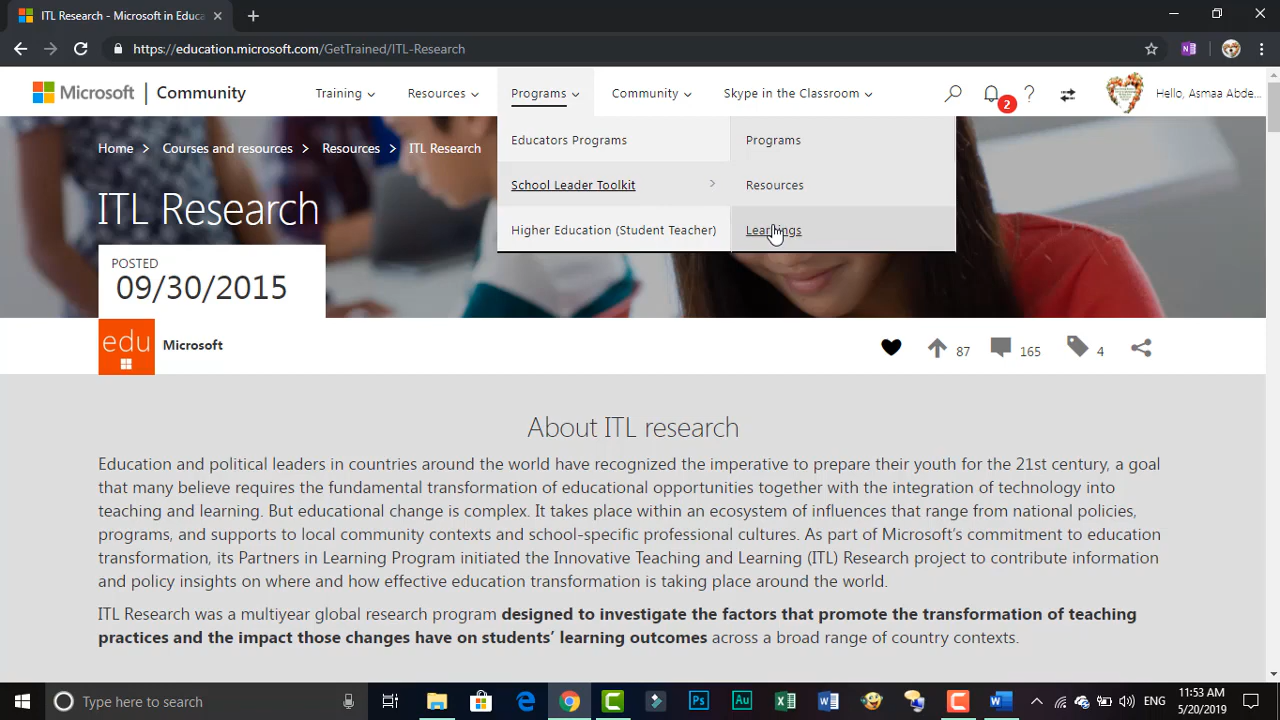 ITL Research - Microsoft in Educa
https://education.microsoft.com/GetTrained/ITL-Research
Microsoft | Community
Training
Resources
Programs
Community
Skype in the Classroom
2
?
Hello, Asmaa Abde...
Educators Programs
School Leader Toolkit
Higher Education (Student Teacher)
Programs
Resources
Learnings
Home > Courses and resources > Resources > ITL Research
ITL Research
POSTED
09/30/2015
edu
Microsoft
87
165
4
About ITL research
Education and political leaders in countries around the world have recognized the imperative to prepare their youth for the 21st century, a goal
that many believe requires the fundamental transformation of educational opportunities together with the integration of technology into
teaching and learning. But educational change is complex. It takes place within an ecosystem of influences that range from national policies,
programs, and supports to local community contexts and school-specific professional cultures. As part of Microsoft's commitment to education
transformation, its Partners in Learning Program initiated the Innovative Teaching and Learning (ITL) Research project to contribute information
and policy insights on where and how effective education transformation is taking place around the world.
ITL Research was a multiyear global research program designed to investigate the factors that promote the transformation of teaching
practices and the impact those changes have on students' learning outcomes across a broad range of country contexts.
Type here to search
Ps
Au
ENG
11:53 AM
5/20/2019